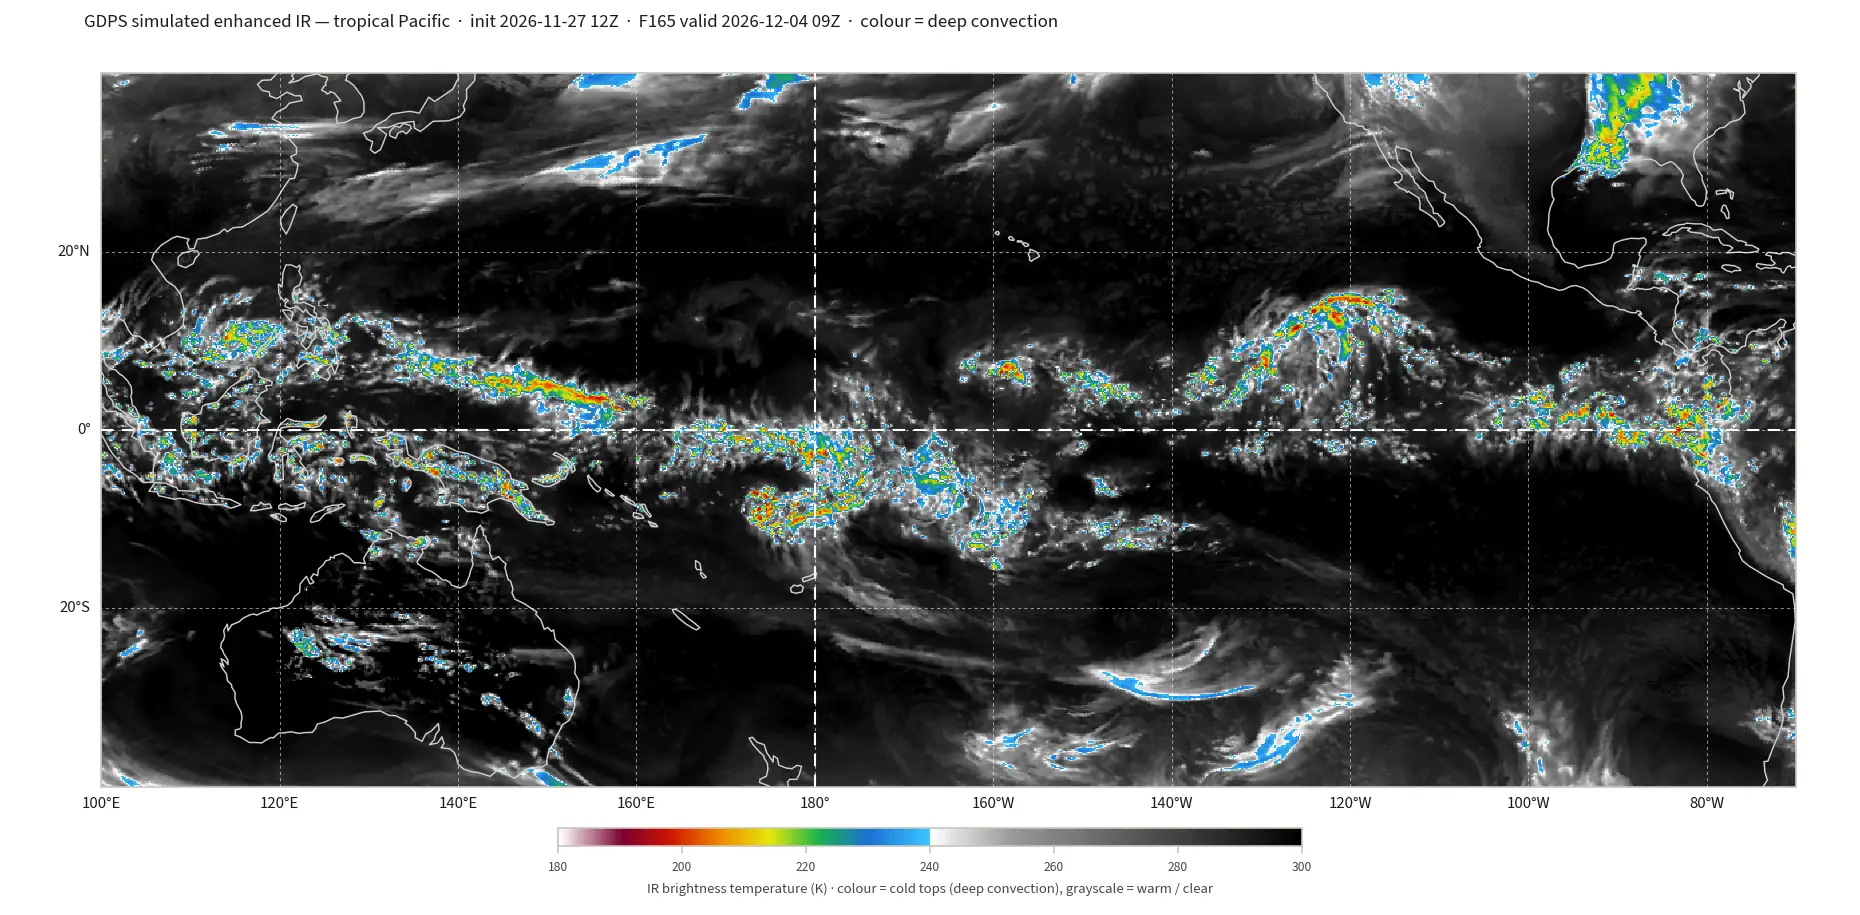 GDPS simulated enhanced IR — tropical Pacific · init 2026-11-27 12Z · F165 valid 2026-12-04 09Z · colour = deep convection
20°N
0°
20°S
100°E 120°E 140°E 160°E 180° 160°W 140°W 120°W 100°W 80°W
180 200 220 240 260 280 300
IR brightness temperature (K) · colour = cold tops (deep convection), grayscale = warm / clear